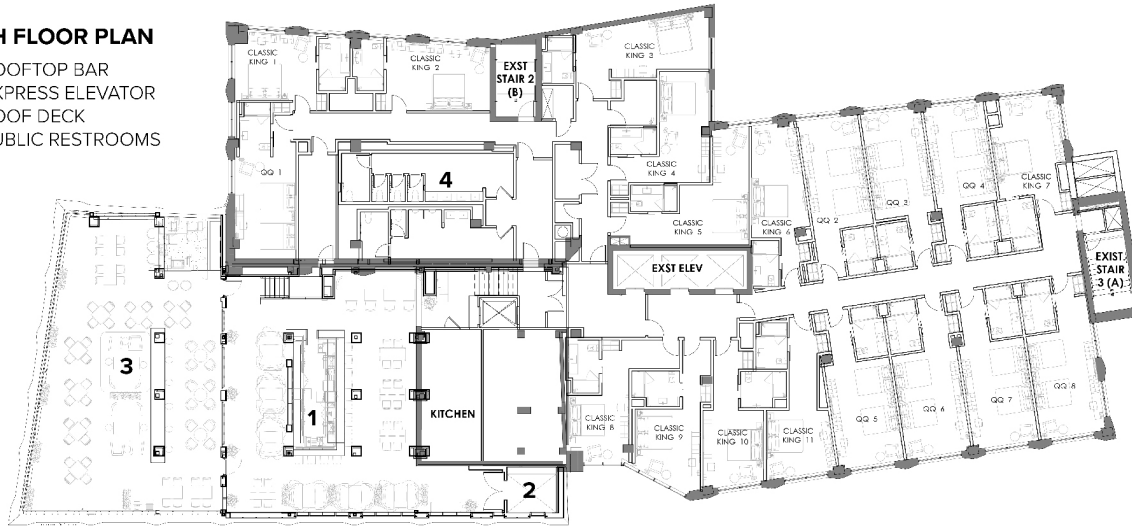 H FLOOR PLAN
OOFTOP BAR
XPRESS ELEVATOR
OOF DECK
UBLIC RESTROOMS
CLASSIC
KING 1
CLASSIC
KING 2
EXST
STAIR 2
(B)
CLASSIC
KING 3
QQ 1
4
CLASSIC
KING 4
CLASSIC
KING 5
CLASSIC
KING 6
QQ 2
QQ 3
QQ 4
CLASSIC
KING 7
EXIST.
STAIR
3 (A)
EXST ELEV
3
1
KITCHEN
2
CLASSIC
KING 8
CLASSIC
KING 9
CLASSIC
KING 10
CLASSIC
KING 11
QQ 5
QQ 6
QQ 7
QQ 8